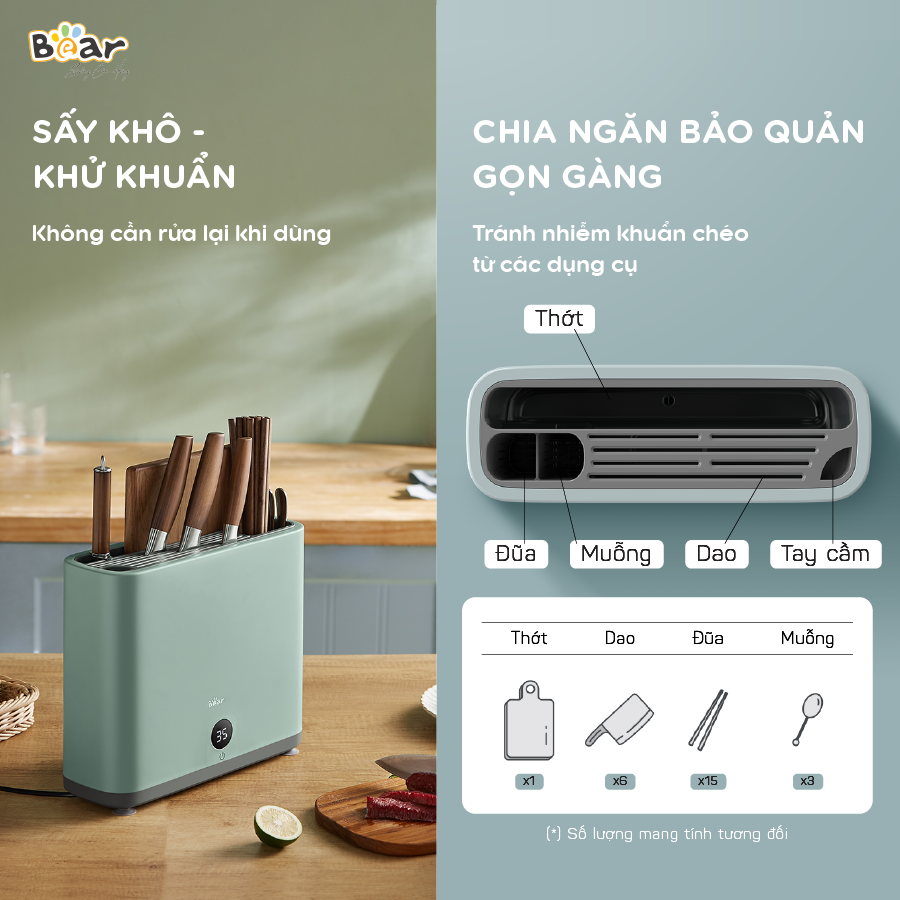 Bear
SẤY KHÔ -
KHỬ KHUẨN
Không cần rửa lại khi dùng
Bear
35
CHIA NGĂN BẢO QUẢN
GỌN GÀNG
Tránh nhiễm khuẩn chéo
từ các dụng cụ
Thớt
Đũa
Muỗng
Dao
Tay cầm
Thớt Dao Đũa Muỗng
x1 x6 x15 x3
(*) Số lượng mang tính tương đối